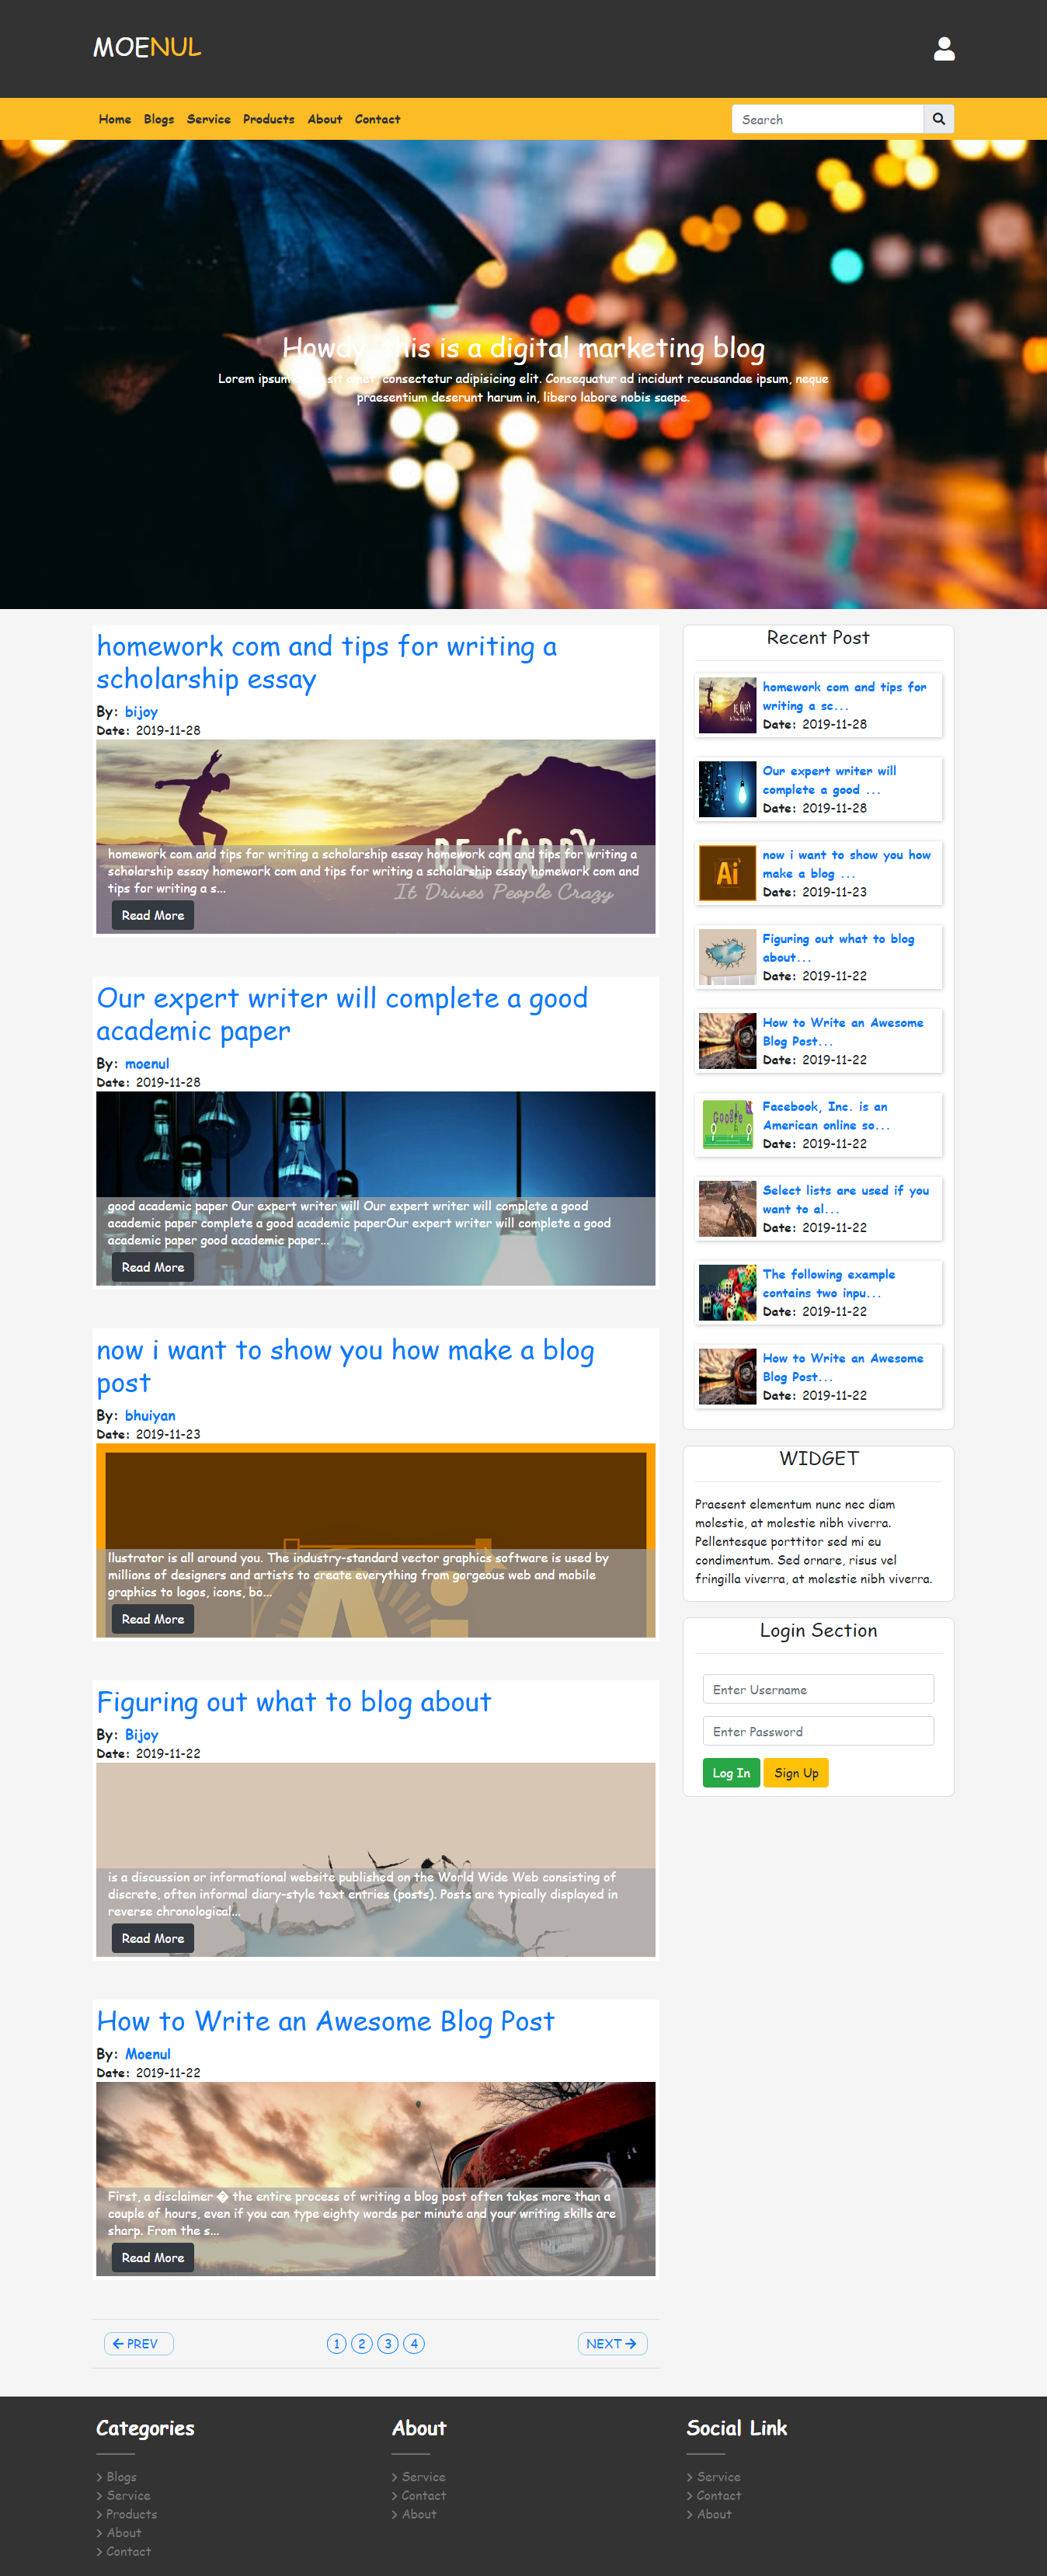 MOENUL
Home Blogs Service Products About Contact
Search
Howdy, this is a digital marketing blog
Lorem ipsum sit amet, consectetur adipisicing elit. Consequatur ad incidunt recusandae ipsum, neque
praesentium deserunt harum in, libero labore nobis saepe.
homework com and tips for writing a
scholarship essay
By: bijoy
Date: 2019-11-28
BE HAPPY
It Drives People Crazy
homework com and tips for writing a scholarship essay homework com and tips for writing a
scholarship essay homework com and tips for writing a scholarship essay homework com and
tips for writing a s...
Read More
Our expert writer will complete a good
academic paper
By: moenul
Date: 2019-11-28
good academic paper Our expert writer will Our expert writer will complete a good
academic paper complete a good academic paperOur expert writer will complete a good
academic paper good academic paper...
Read More
now i want to show you how make a blog
post
By: bhuiyan
Date: 2019-11-23
llustrator is all around you. The industry-standard vector graphics software is used by
millions of designers and artists to create everything from gorgeous web and mobile
graphics to logos, icons, bo...
Ai
Read More
Figuring out what to blog about
By: Bijoy
Date: 2019-11-22
is a discussion or informational website published on the World Wide Web consisting of
discrete, often informal diary-style text entries (posts). Posts are typically displayed in
reverse chronological...
Read More
How to Write an Awesome Blog Post
By: Moenul
Date: 2019-11-22
First, a disclaimer � the entire process of writing a blog post often takes more than a
couple of hours, even if you can type eighty words per minute and your writing skills are
sharp. From the s...
Read More
PREV 1 2 3 4 NEXT
Recent Post
homework com and tips for
writing a sc...
Date: 2019-11-28
Our expert writer will
complete a good ...
Date: 2019-11-28
Ai
now i want to show you how
make a blog ...
Date: 2019-11-23
Figuring out what to blog
about...
Date: 2019-11-22
How to Write an Awesome
Blog Post...
Date: 2019-11-22
Google
Facebook, Inc. is an
American online so...
Date: 2019-11-22
Select lists are used if you
want to al...
Date: 2019-11-22
The following example
contains two inpu...
Date: 2019-11-22
How to Write an Awesome
Blog Post...
Date: 2019-11-22
WIDGET
Praesent elementum nunc nec diam
molestie, at molestie nibh viverra.
Pellentesque porttitor sed mi eu
condimentum. Sed ornare, risus vel
fringilla viverra, at molestie nibh viverra.
Login Section
Enter Username
Enter Password
Log In Sign Up
Categories
Blogs
Service
Products
About
Contact
About
Service
Contact
About
Social Link
Service
Contact
About